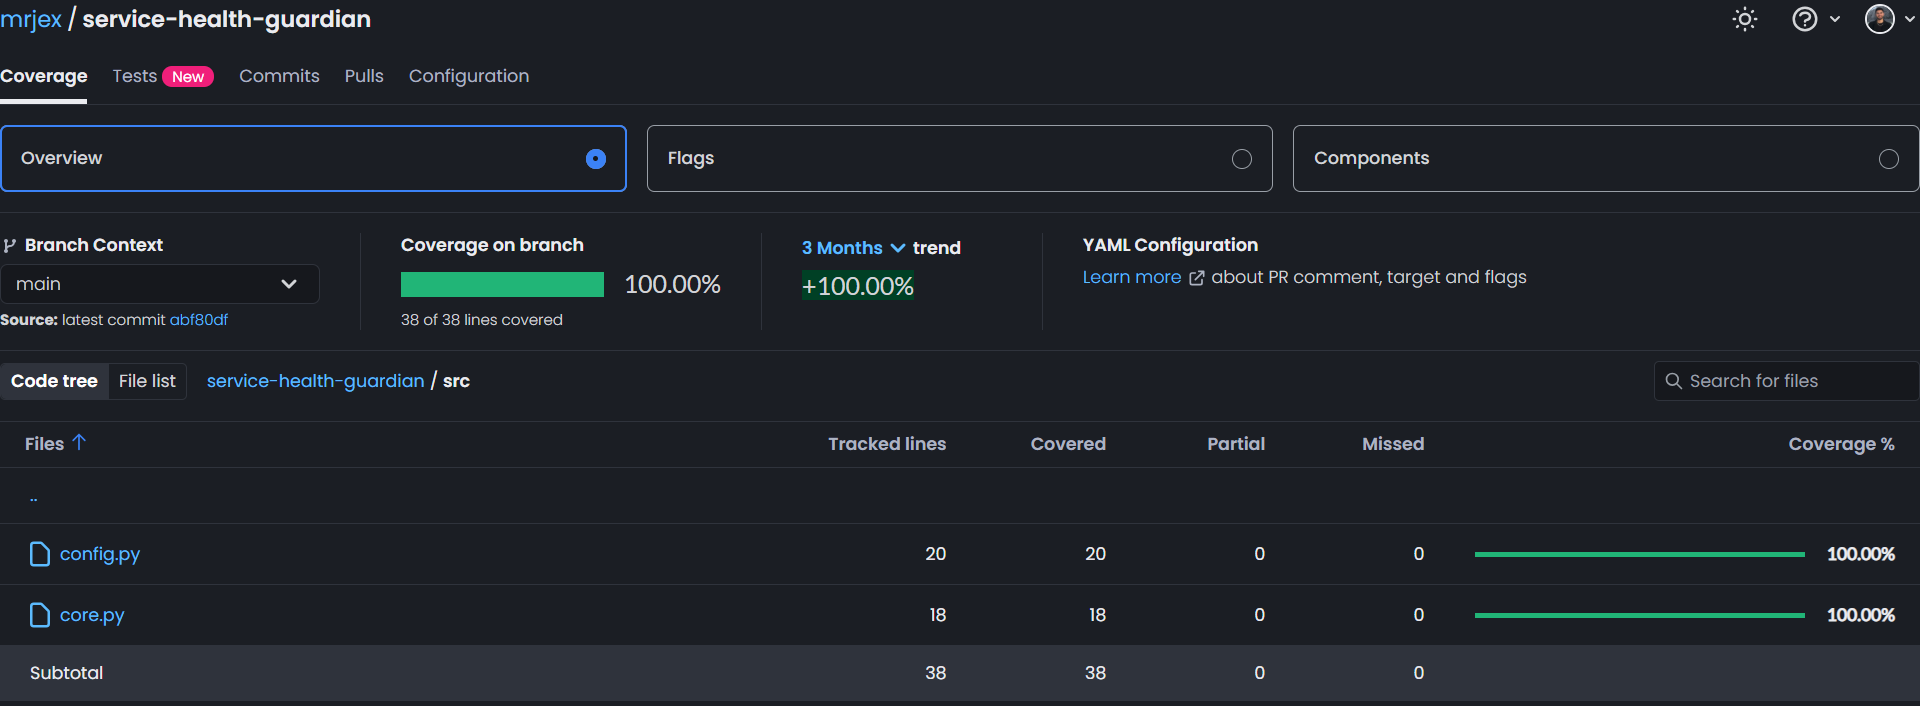 mrjex / service-health-guardian
Coverage Tests New Commits Pulls Configuration
Overview Flags Components
Branch Context
main
Source: latest commit abf80df
Coverage on branch
100.00%
38 of 38 lines covered
3 Months trend
+100.00%
YAML Configuration
Learn more about PR comment, target and flags
Code tree File list service-health-guardian / src Search for files
Files Tracked lines Covered Partial Missed Coverage %
..
config.py 20 20 0 0 100.00%
core.py 18 18 0 0 100.00%
Subtotal 38 38 0 0